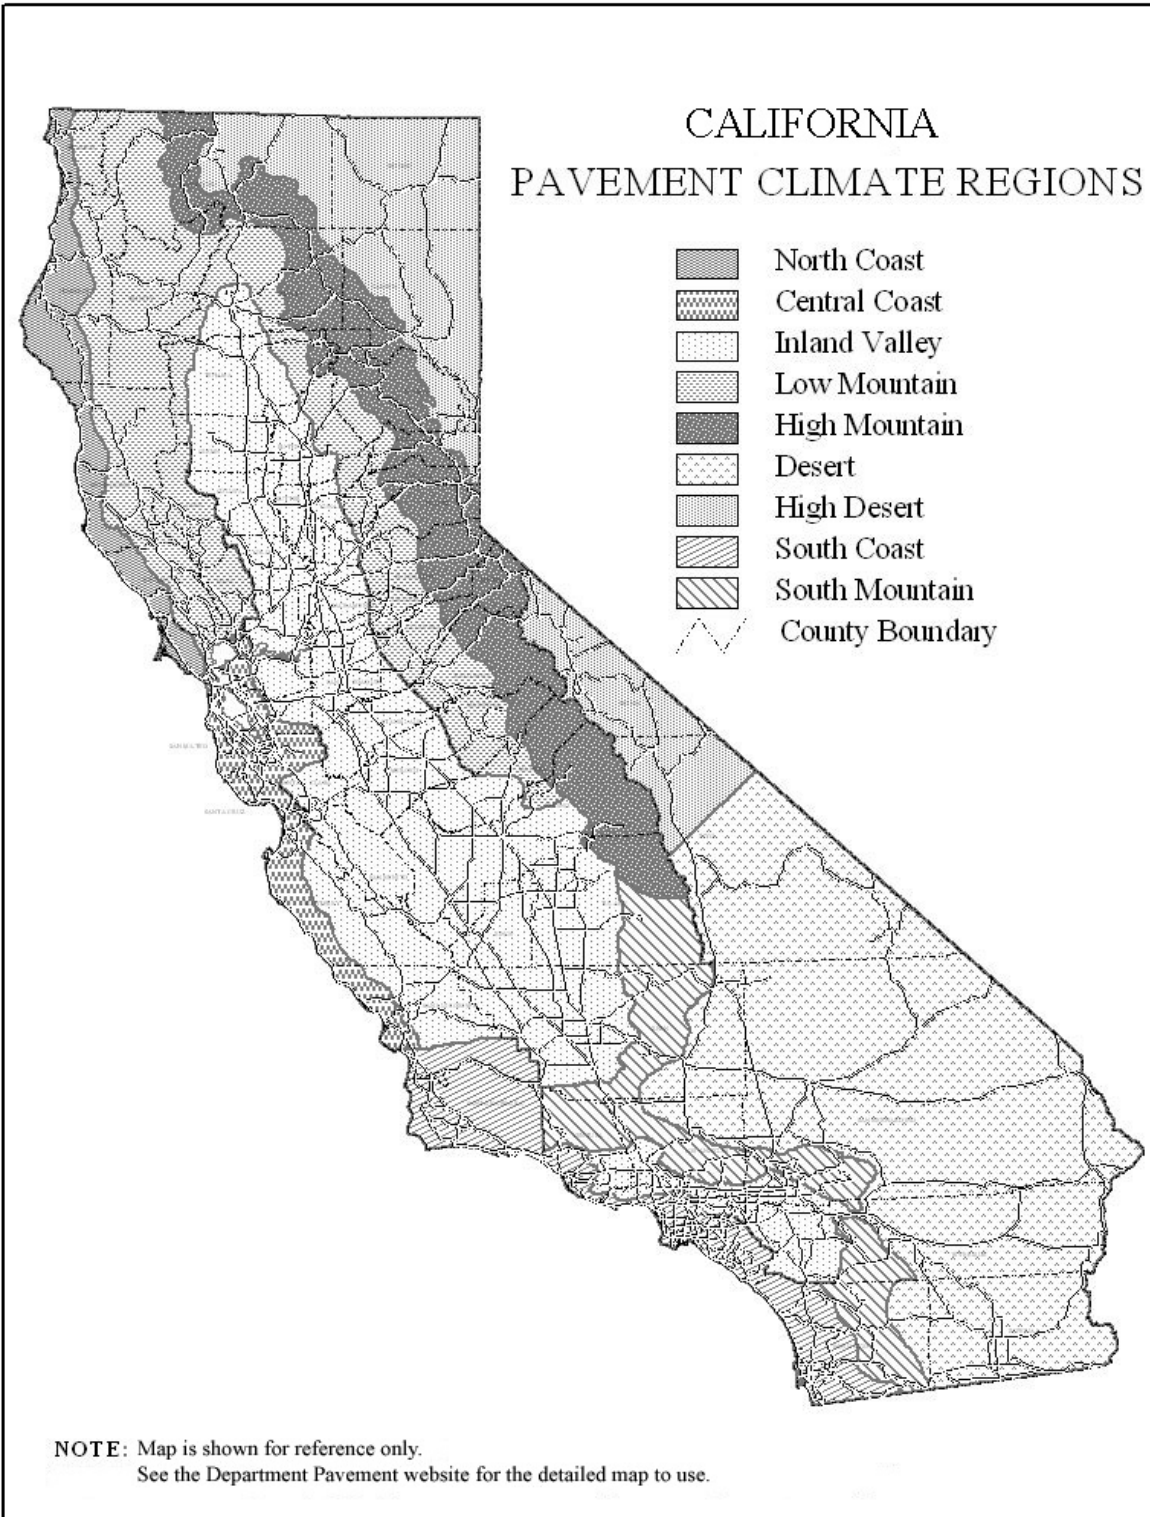 CALIFORNIA
PAVEMENT CLIMATE REGIONS
North Coast
Central Coast
Inland Valley
Low Mountain
High Mountain
Desert
High Desert
South Coast
South Mountain
County Boundary
NOTE: Map is shown for reference only.
See the Department Pavement website for the detailed map to use.